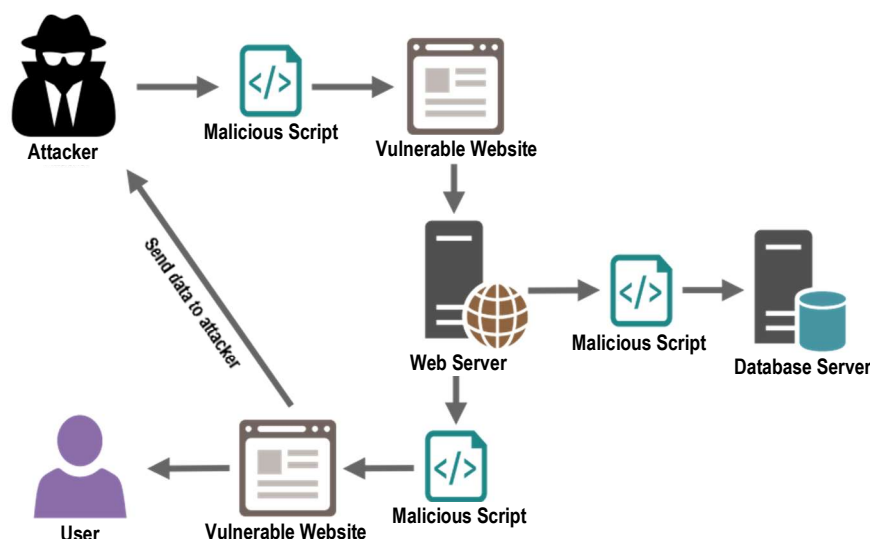 Malicious Script
Attacker
Vulnerable Website
Send data to attacker
Web Server
Malicious Script
Database Server
User
Vulnerable Website
Malicious Script